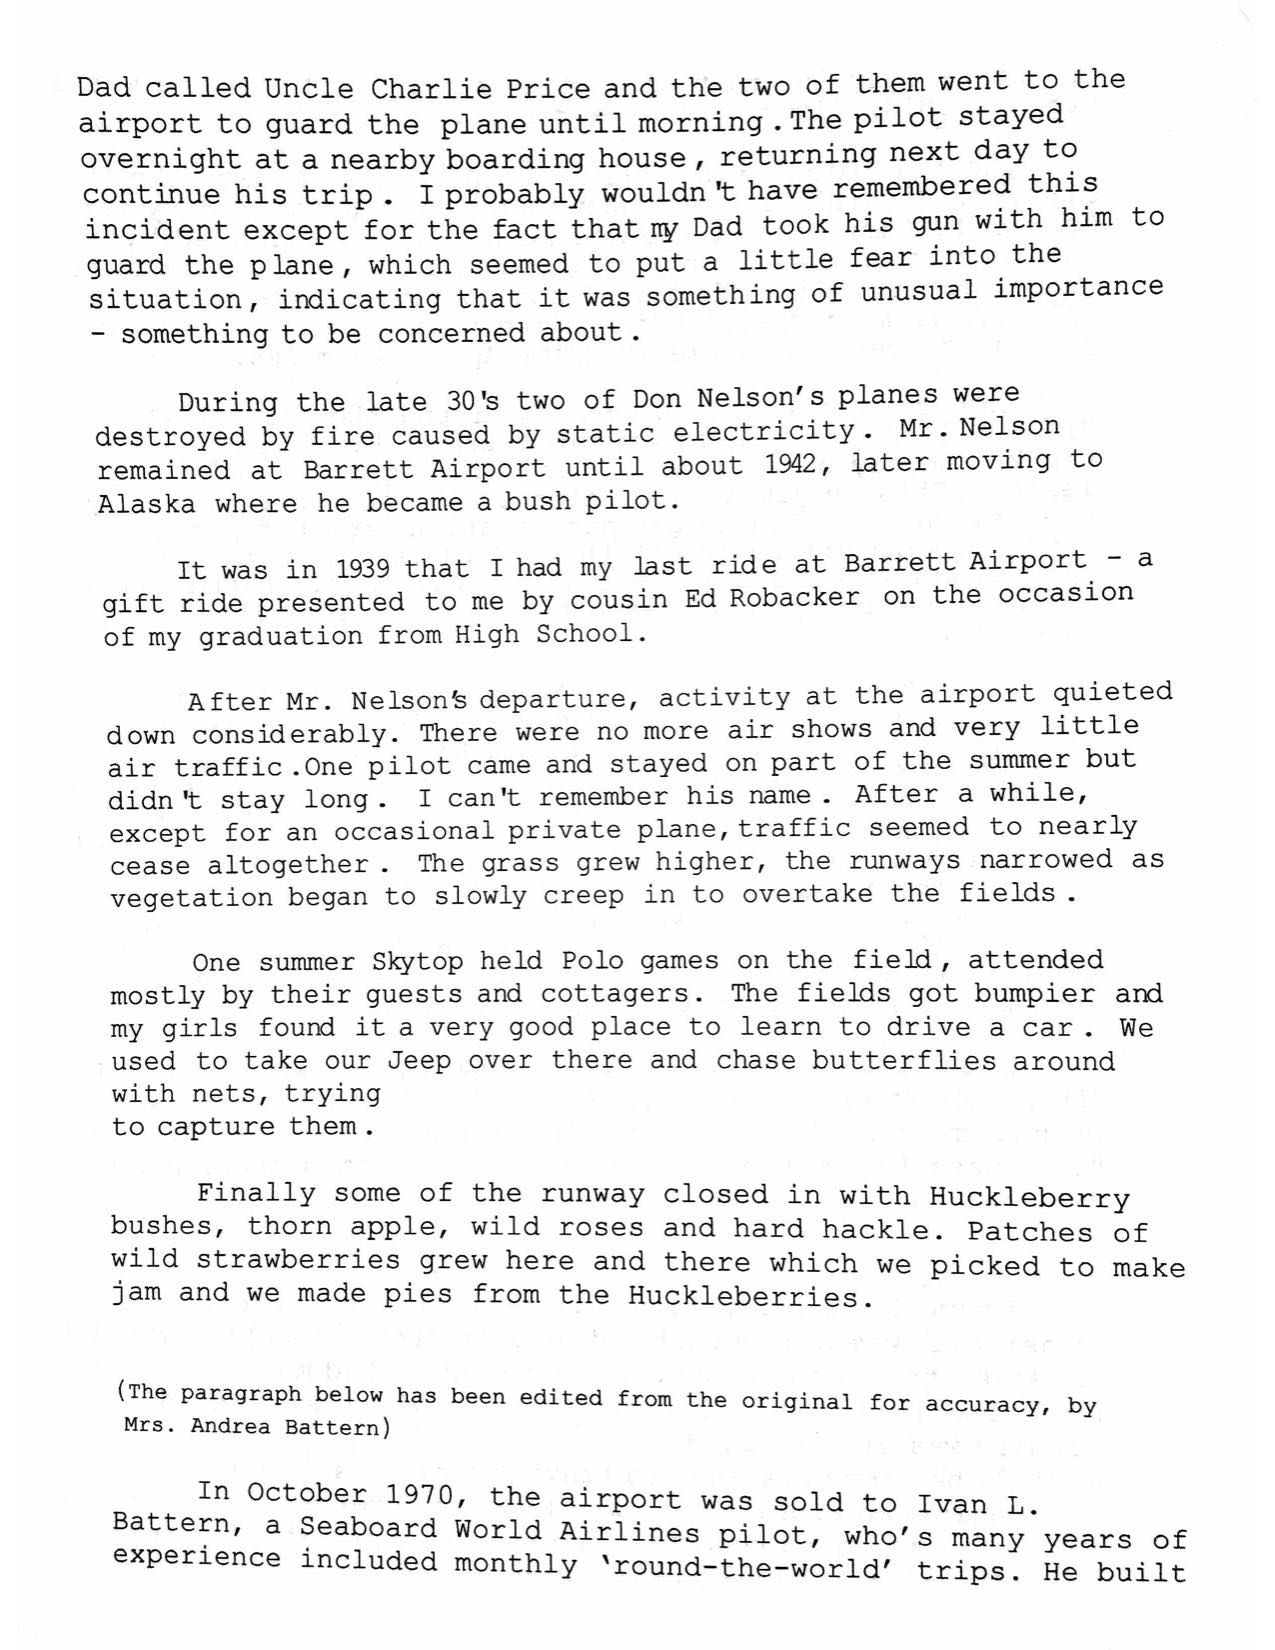 Dad called Uncle Charlie Price and the two of them went to the
airport to guard the plane until morning.The pilot stayed
overnight at a nearby boarding house, returning next day to
continue his trip. I probably wouldn't have remembered this
incident except for the fact that my Dad took his gun with him to
guard the plane, which seemed to put a little fear into the
situation, indicating that it was something of unusual importance
- something to be concerned about.
During the late 30's two of Don Nelson's planes were
destroyed by fire caused by static electricity. Mr. Nelson
remained at Barrett Airport until about 1942, later moving to
Alaska where he became a bush pilot.
It was in 1939 that I had my last ride at Barrett Airport - a
gift ride presented to me by cousin Ed Robacker on the occasion
of my graduation from High School.
After Mr. Nelson's departure, activity at the airport quieted
down considerably. There were no more air shows and very little
air traffic.One pilot came and stayed on part of the summer but
didn't stay long. I can't remember his name. After a while,
except for an occasional private plane, traffic seemed to nearly
cease altogether. The grass grew higher, the runways narrowed as
vegetation began to slowly creep in to overtake the fields.
One summer Skytop held Polo games on the field, attended
mostly by their guests and cottagers. The fields got bumpier and
my girls found it a very good place to learn to drive a car. We
used to take our Jeep over there and chase butterflies around
with nets, trying
to capture them.
Finally some of the runway closed in with Huckleberry
bushes, thorn apple, wild roses and hard hackle. Patches of
wild strawberries grew here and there which we picked to make
jam and we made pies from the Huckleberries.
(The paragraph below has been edited from the original for accuracy, by
Mrs. Andrea Battern)
In October 1970, the airport was sold to Ivan L.
Battern, a Seaboard World Airlines pilot, who's many years of
experience included monthly 'round-the-world' trips. He built